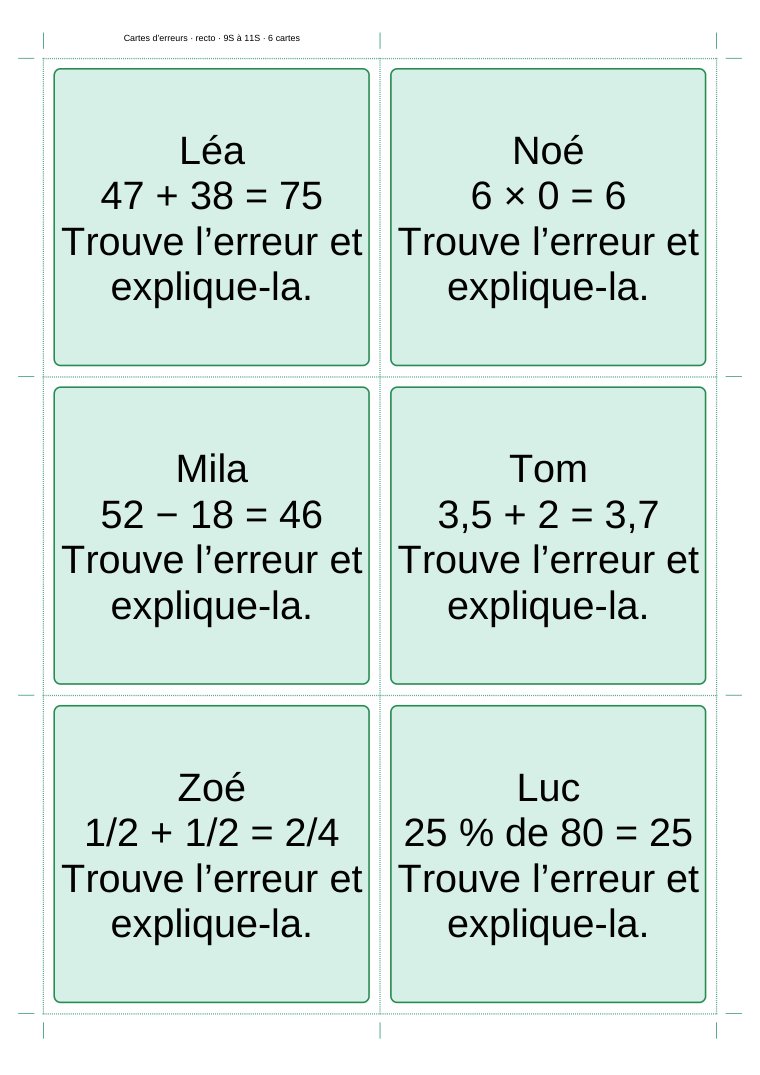 Cartes d'erreurs · recto · 9S à 11S · 6 cartes
Léa
47 + 38 = 75
Trouve l’erreur et
explique-la.
Noé
6 × 0 = 6
Trouve l’erreur et
explique-la.
Mila
52 − 18 = 46
Trouve l’erreur et
explique-la.
Tom
3,5 + 2 = 3,7
Trouve l’erreur et
explique-la.
Zoé
1/2 + 1/2 = 2/4
Trouve l’erreur et
explique-la.
Luc
25 % de 80 = 25
Trouve l’erreur et
explique-la.